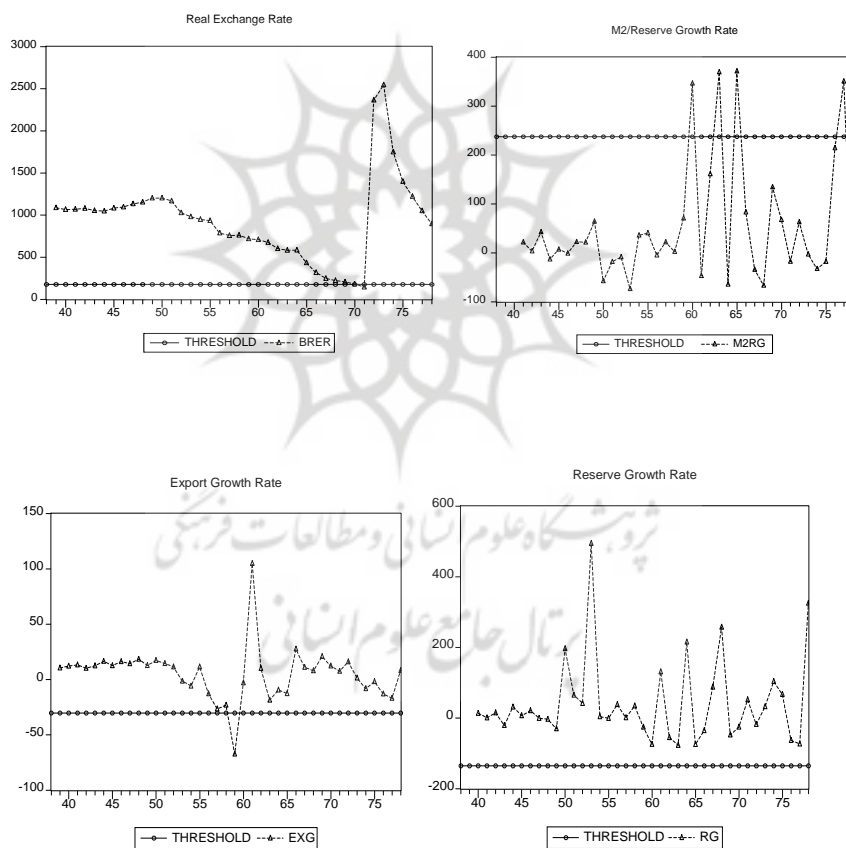 Real Exchange Rate
3000
2500
2000
1500
1000
500
0
40 45 50 55 60 65 70 75
THRESHOLD BRER
M2/Reserve Growth Rate
400
300
200
100
0
-100
40 45 50 55 60 65 70 75
THRESHOLD M2RG
Export Growth Rate
150
100
50
0
-50
-100
40 45 50 55 60 65 70 75
THRESHOLD EXG
Reserve Growth Rate
600
400
200
0
-200
40 45 50 55 60 65 70 75
THRESHOLD RG
پژوهشگاه علوم انسانی و مطالعات فرهنگی
پرتال جامع علوم انسانی